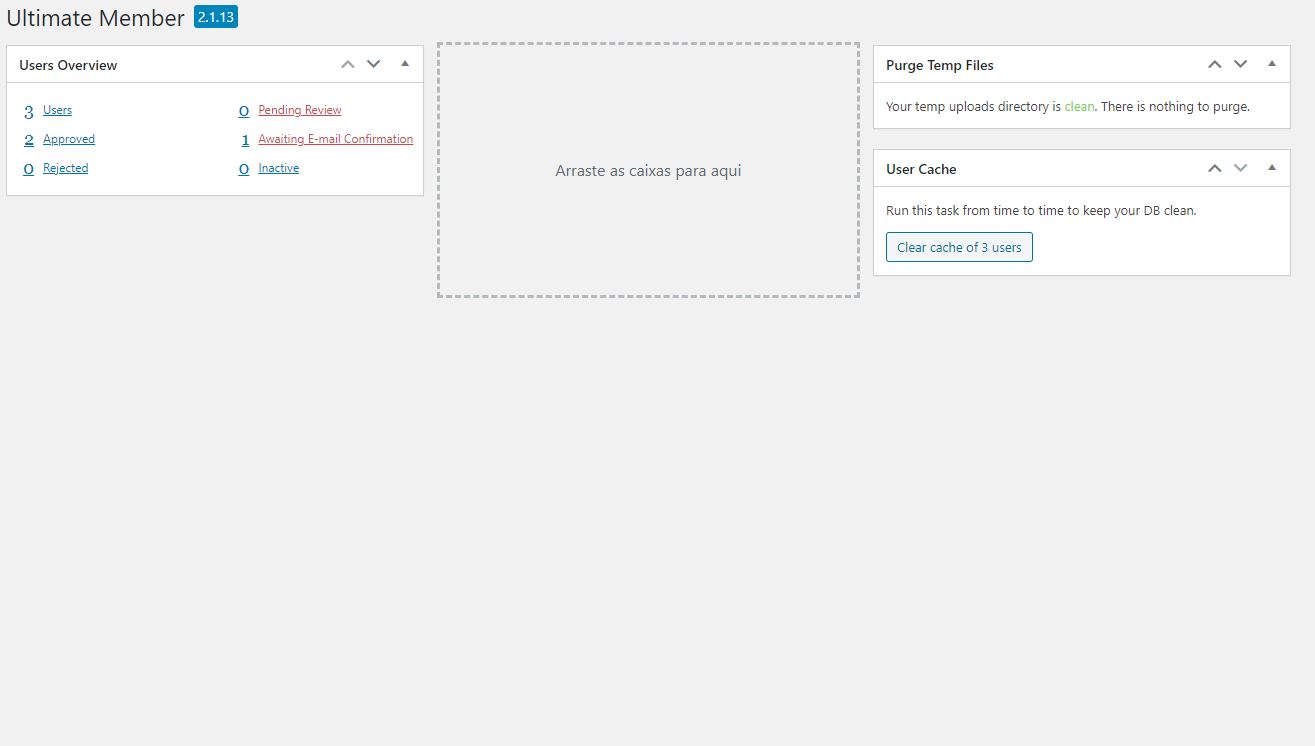 Ultimate Member 2.1.13
Users Overview
3 Users
0 Pending Review
2 Approved
1 Awaiting E-mail Confirmation
0 Rejected
0 Inactive
Arraste as caixas para aqui
Purge Temp Files
Your temp uploads directory is clean. There is nothing to purge.
User Cache
Run this task from time to time to keep your DB clean.
Clear cache of 3 users